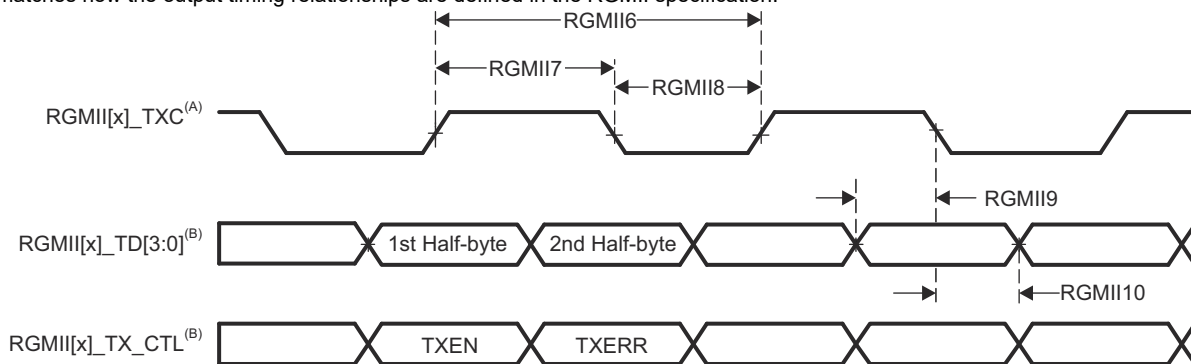 matches how the output timing relationships are defined in the RGMII specification.
RGMII6
RGMII7
RGMII8
RGMII[x]_TXC(A)
RGMII9
RGMII[x]_TD[3:0](B)
1st Half-byte
2nd Half-byte
RGMII10
RGMII[x]_TX_CTL(B)
TXEN
TXERR